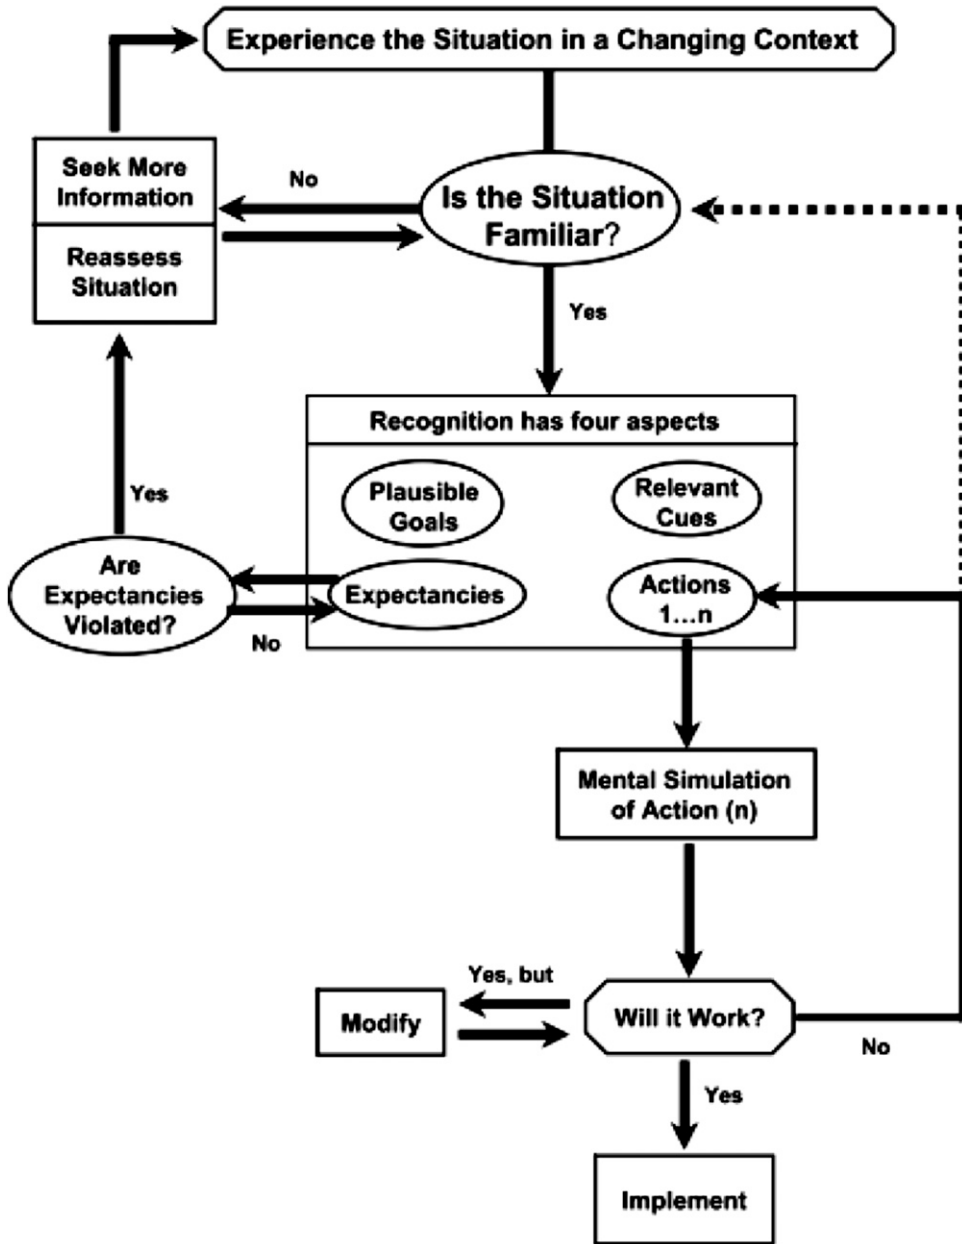 Experience the Situation in a Changing Context
Seek More
Information
No
Is the Situation
Familiar?
Reassess
Situation
Yes
Recognition has four aspects
Plausible
Goals
Relevant
Cues
Yes
Are
Expectancies
Violated?
Expectancies
Actions
1...n
No
Mental Simulation
of Action (n)
Yes, but
Modify
Will it Work?
No
Yes
Implement